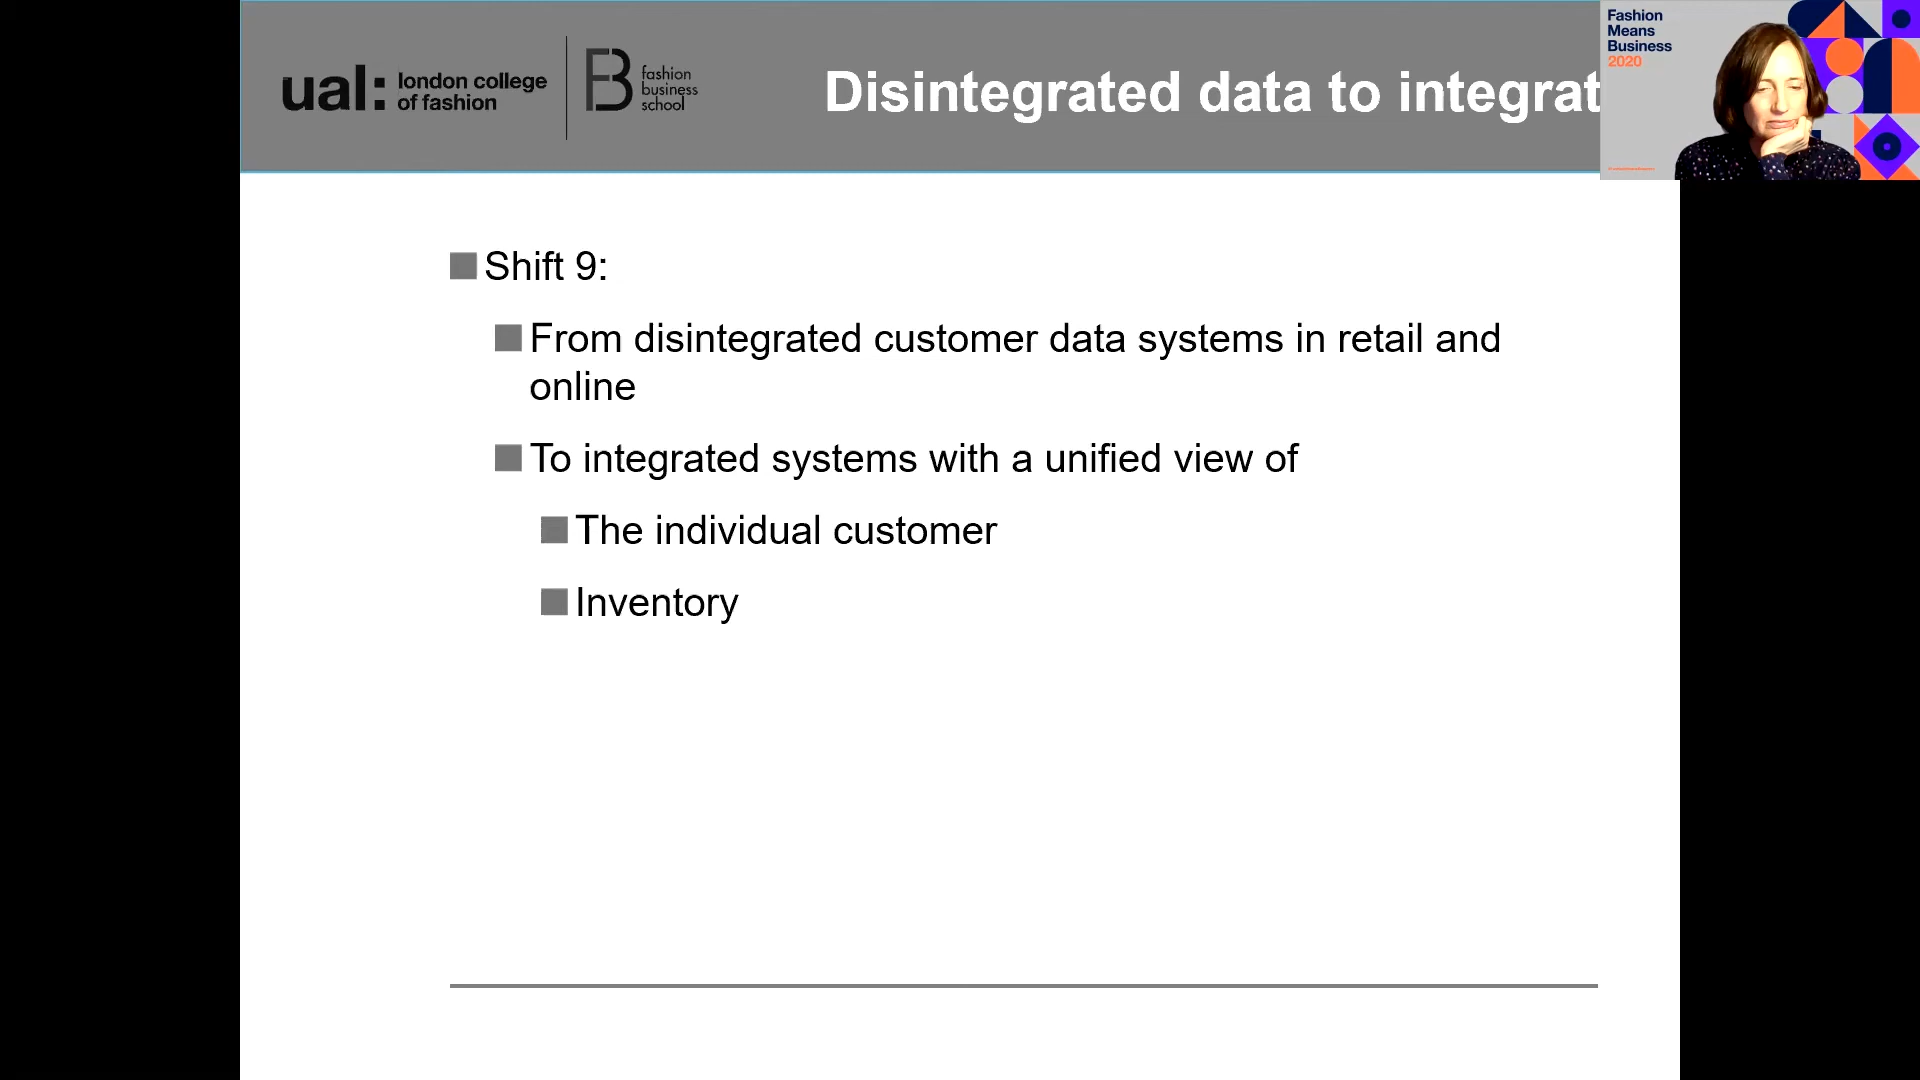 ual: london college
of fashion
FB fashion
business
school
Disintegrated data to integrat
Fashion
Means
Business
2020
Shift 9:
From disintegrated customer data systems in retail and
online
To integrated systems with a unified view of
The individual customer
Inventory